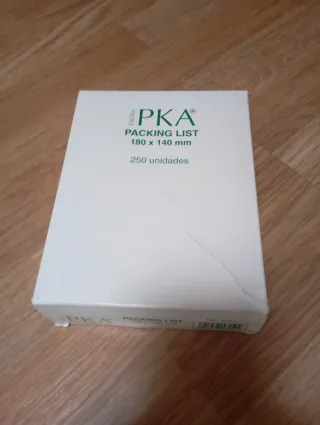 PKA®
PACKING LIST
180 x 140 mm
250 unidades
PKA
PACKING LIST